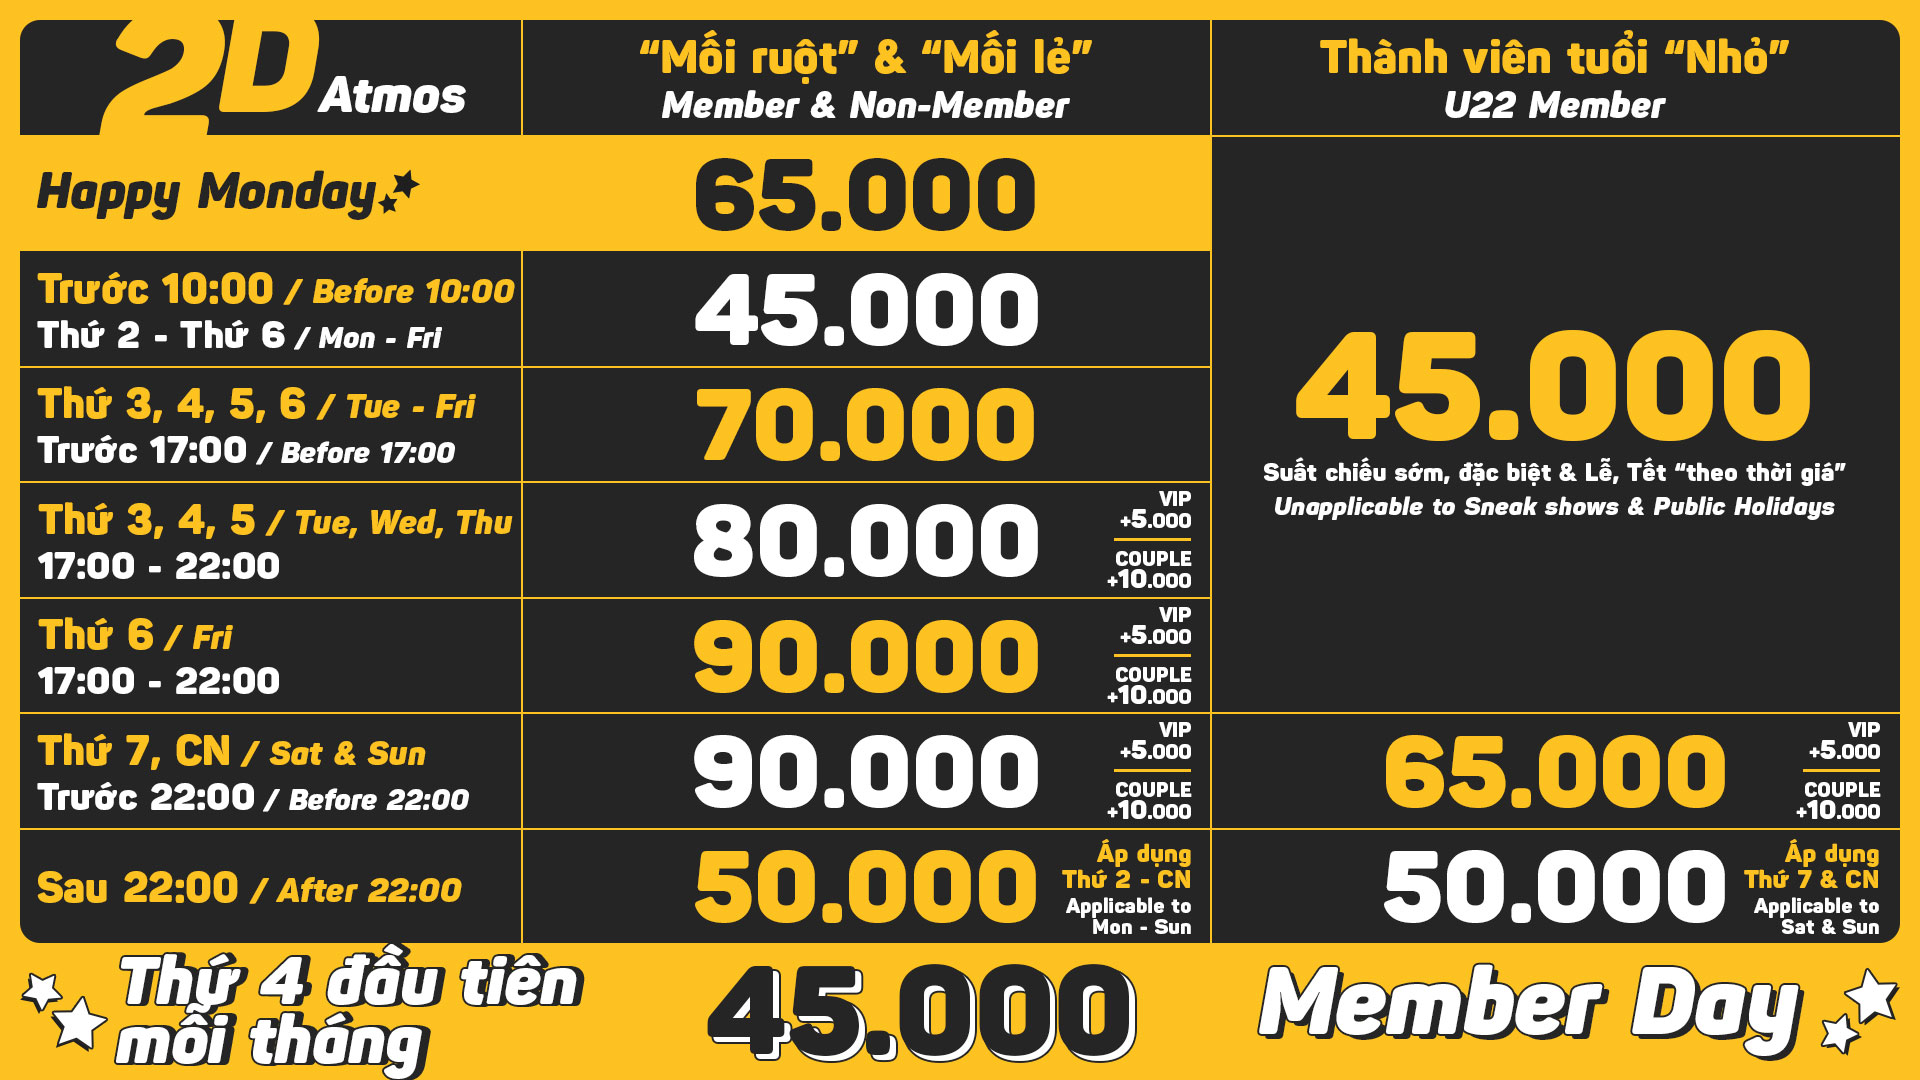 2D Atmos
“Mối ruột” & “Mối lẻ”
Member & Non-Member
Thành viên tuổi “Nhỏ”
U22 Member
Happy Monday
65.000
Trước 10:00 / Before 10:00
Thứ 2 - Thứ 6 / Mon - Fri
45.000
Thứ 3, 4, 5, 6 / Tue - Fri
Trước 17:00 / Before 17:00
70.000
Thứ 3, 4, 5 / Tue, Wed, Thu
17:00 - 22:00
80.000
VIP
+5.000
COUPLE
+10.000
Thứ 6 / Fri
17:00 - 22:00
90.000
VIP
+5.000
COUPLE
+10.000
45.000
Suất chiếu sớm, đặc biệt & Lễ, Tết “theo thời giá”
Unapplicable to Sneak shows & Public Holidays
Thứ 7, CN / Sat & Sun
Trước 22:00 / Before 22:00
90.000
VIP
+5.000
COUPLE
+10.000
65.000
VIP
+5.000
COUPLE
+10.000
Sau 22:00 / After 22:00
50.000
Áp dụng
Thứ 2 - CN
Applicable to
Mon - Sun
50.000
Áp dụng
Thứ 7 & CN
Applicable to
Sat & Sun
Thứ 4 đầu tiên
mỗi tháng
45.000
Member Day